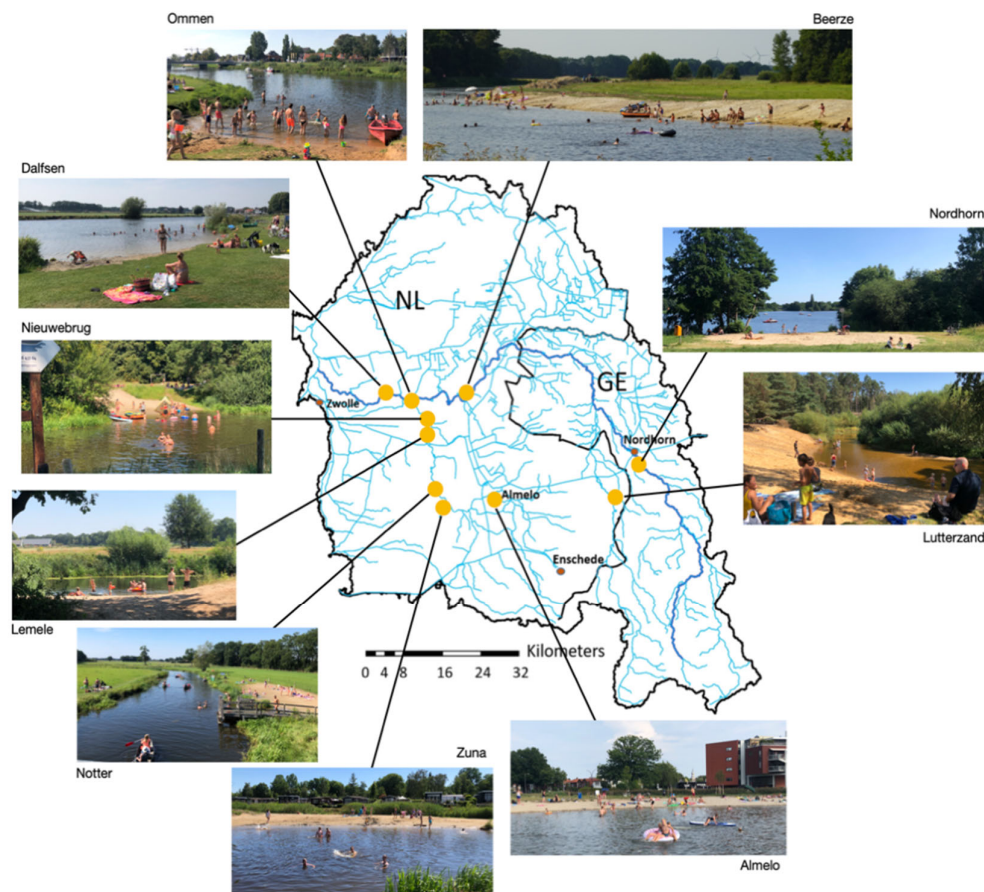 Ommen
Beerze
Dalfsen
Nordhorn
NL
Nieuwebrug
GE
Zwolle
Nordhorn
Almelo
Lutterzand
Enschede
Lemele
Kilometers
0 4 8 16 24 32
Zuna
Notter
Almelo